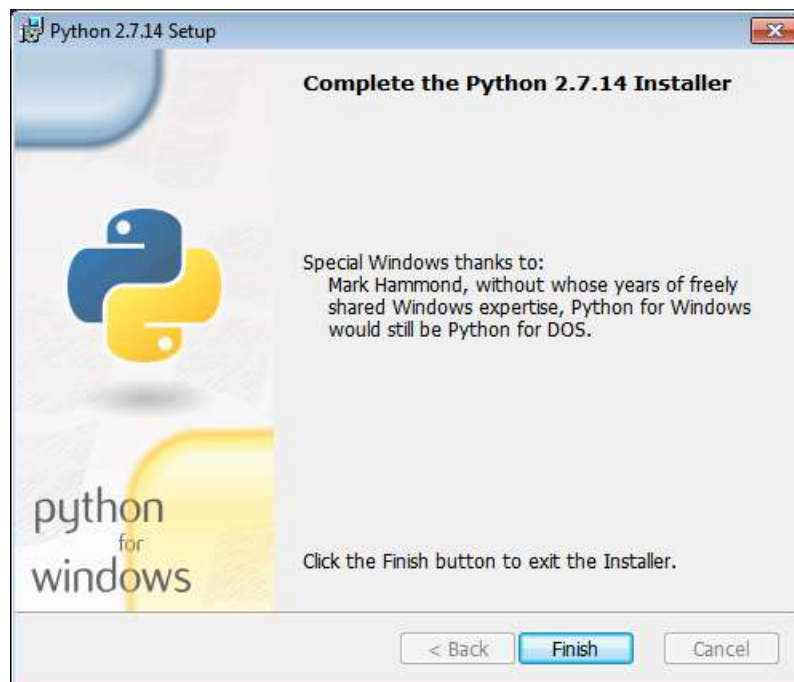 Python 2.7.14 Setup
Complete the Python 2.7.14 Installer
Special Windows thanks to:
Mark Hammond, without whose years of freely
shared Windows expertise, Python for Windows
would still be Python for DOS.
python
for
windows
Click the Finish button to exit the Installer.
< Back
Finish
Cancel